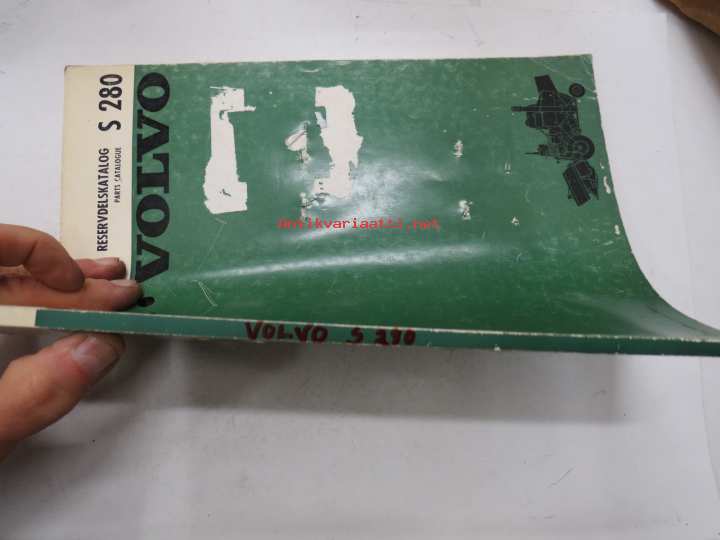 RESERVDELSKATALOG S 280
PARTS CATALOGUE
VOLVO
Antikvariaatti.net
VOLVO S 280